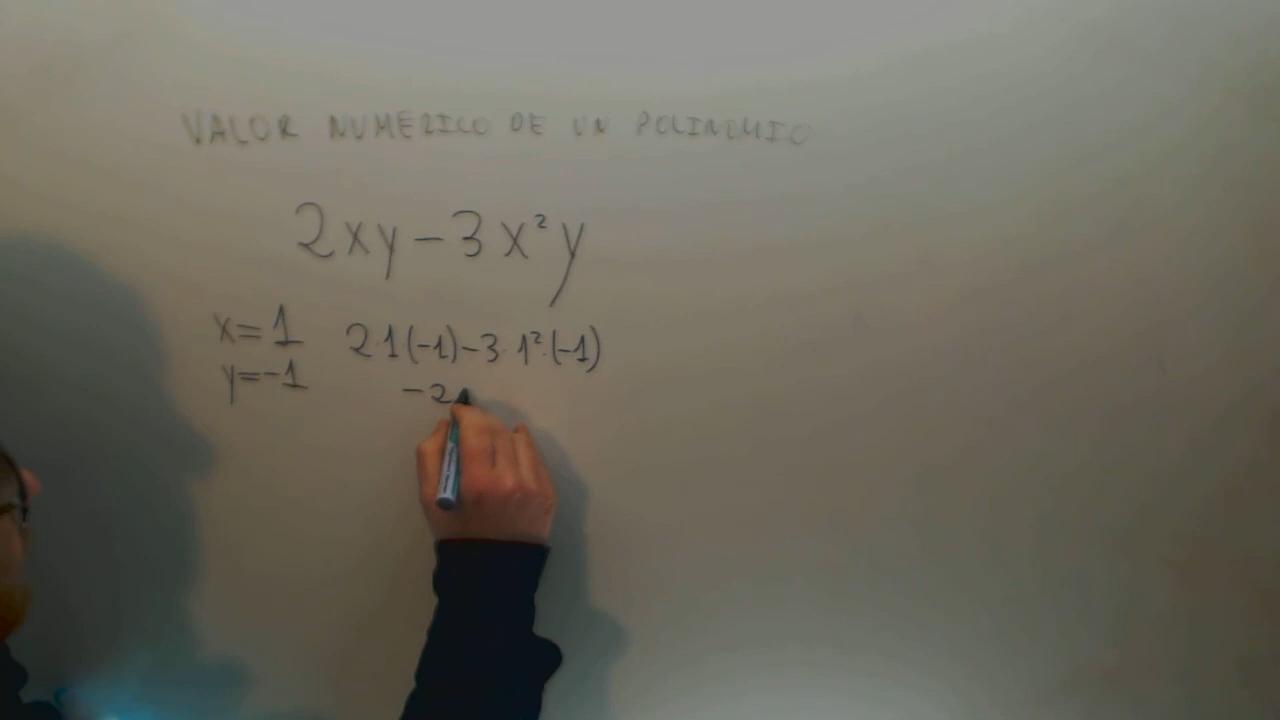 VALOR NUMERICO DE UN POLINOMIO
2xy-3x²y
x=1 2·1(-1)-3·1²·(-1)
y=-1 -2